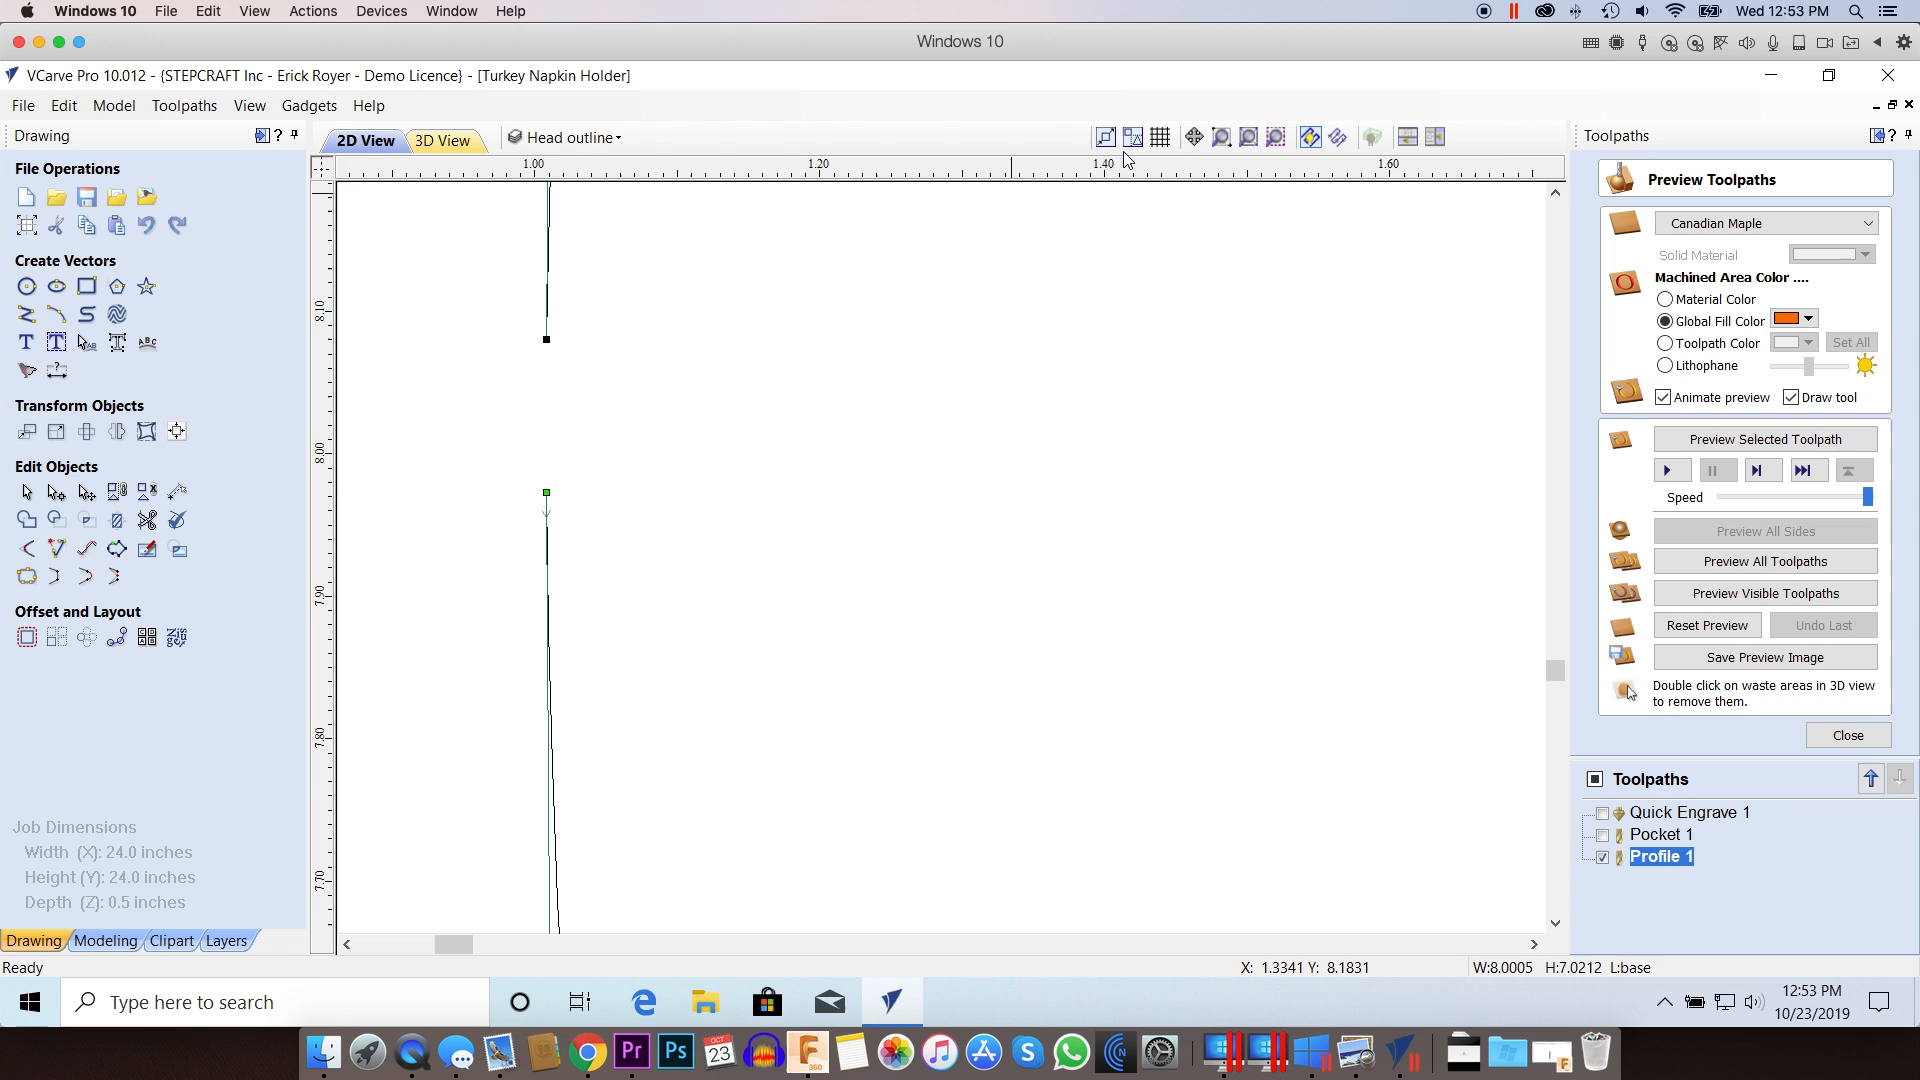 Windows 10 File Edit View Actions Devices Window Help Wed 12:53 PM
Windows 10
VCarve Pro 10.012 - {STEPCRAFT Inc - Erick Royer - Demo Licence} - [Turkey Napkin Holder]
File Edit Model Toolpaths View Gadgets Help
Drawing
2D View 3D View Head outline
Toolpaths
1.00 1.20 1.40 1.60
8.10
8.00
7.90
7.80
7.70
File Operations
Create Vectors
Transform Objects
Edit Objects
Offset and Layout
Job Dimensions
Width (X): 24.0 inches
Height (Y): 24.0 inches
Depth (Z): 0.5 inches
Drawing Modeling Clipart Layers
Preview Toolpaths
Canadian Maple
Solid Material
Machined Area Color ....
Material Color
Global Fill Color
Toolpath Color Set All
Lithophane
Animate preview Draw tool
Preview Selected Toolpath
Speed
Preview All Sides
Preview All Toolpaths
Preview Visible Toolpaths
Reset Preview Undo Last
Save Preview Image
Double click on waste areas in 3D view
to remove them.
Close
Toolpaths
Quick Engrave 1
Pocket 1
Profile 1
Ready X: 1.3341 Y: 8.1831 W:8.0005 H:7.0212 L:base
Type here to search
12:53 PM
10/23/2019
Pr Ps OCT 23 F 360